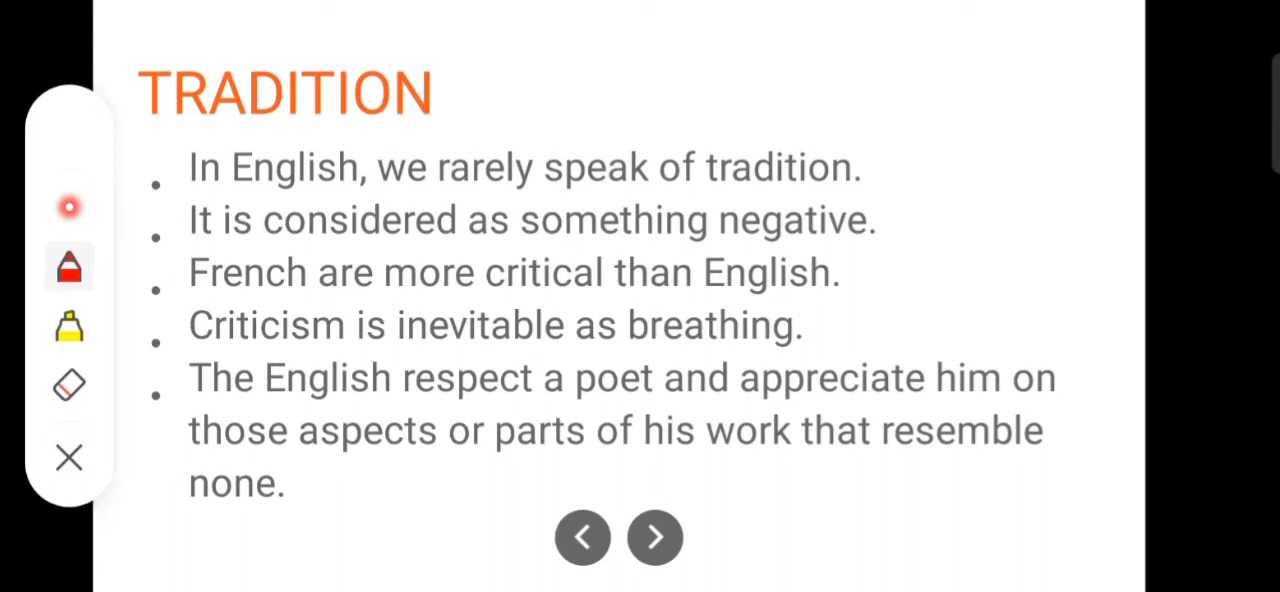 TRADITION
In English, we rarely speak of tradition.
It is considered as something negative.
French are more critical than English.
Criticism is inevitable as breathing.
The English respect a poet and appreciate him on
those aspects or parts of his work that resemble
none.